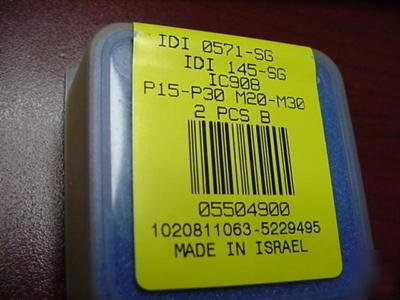 IDI 0571-SG
IDI 145-SG
IC908
P15-P30 M20-M30
2 PCS B
05504900
1020811063-5229495
MADE IN ISRAEL